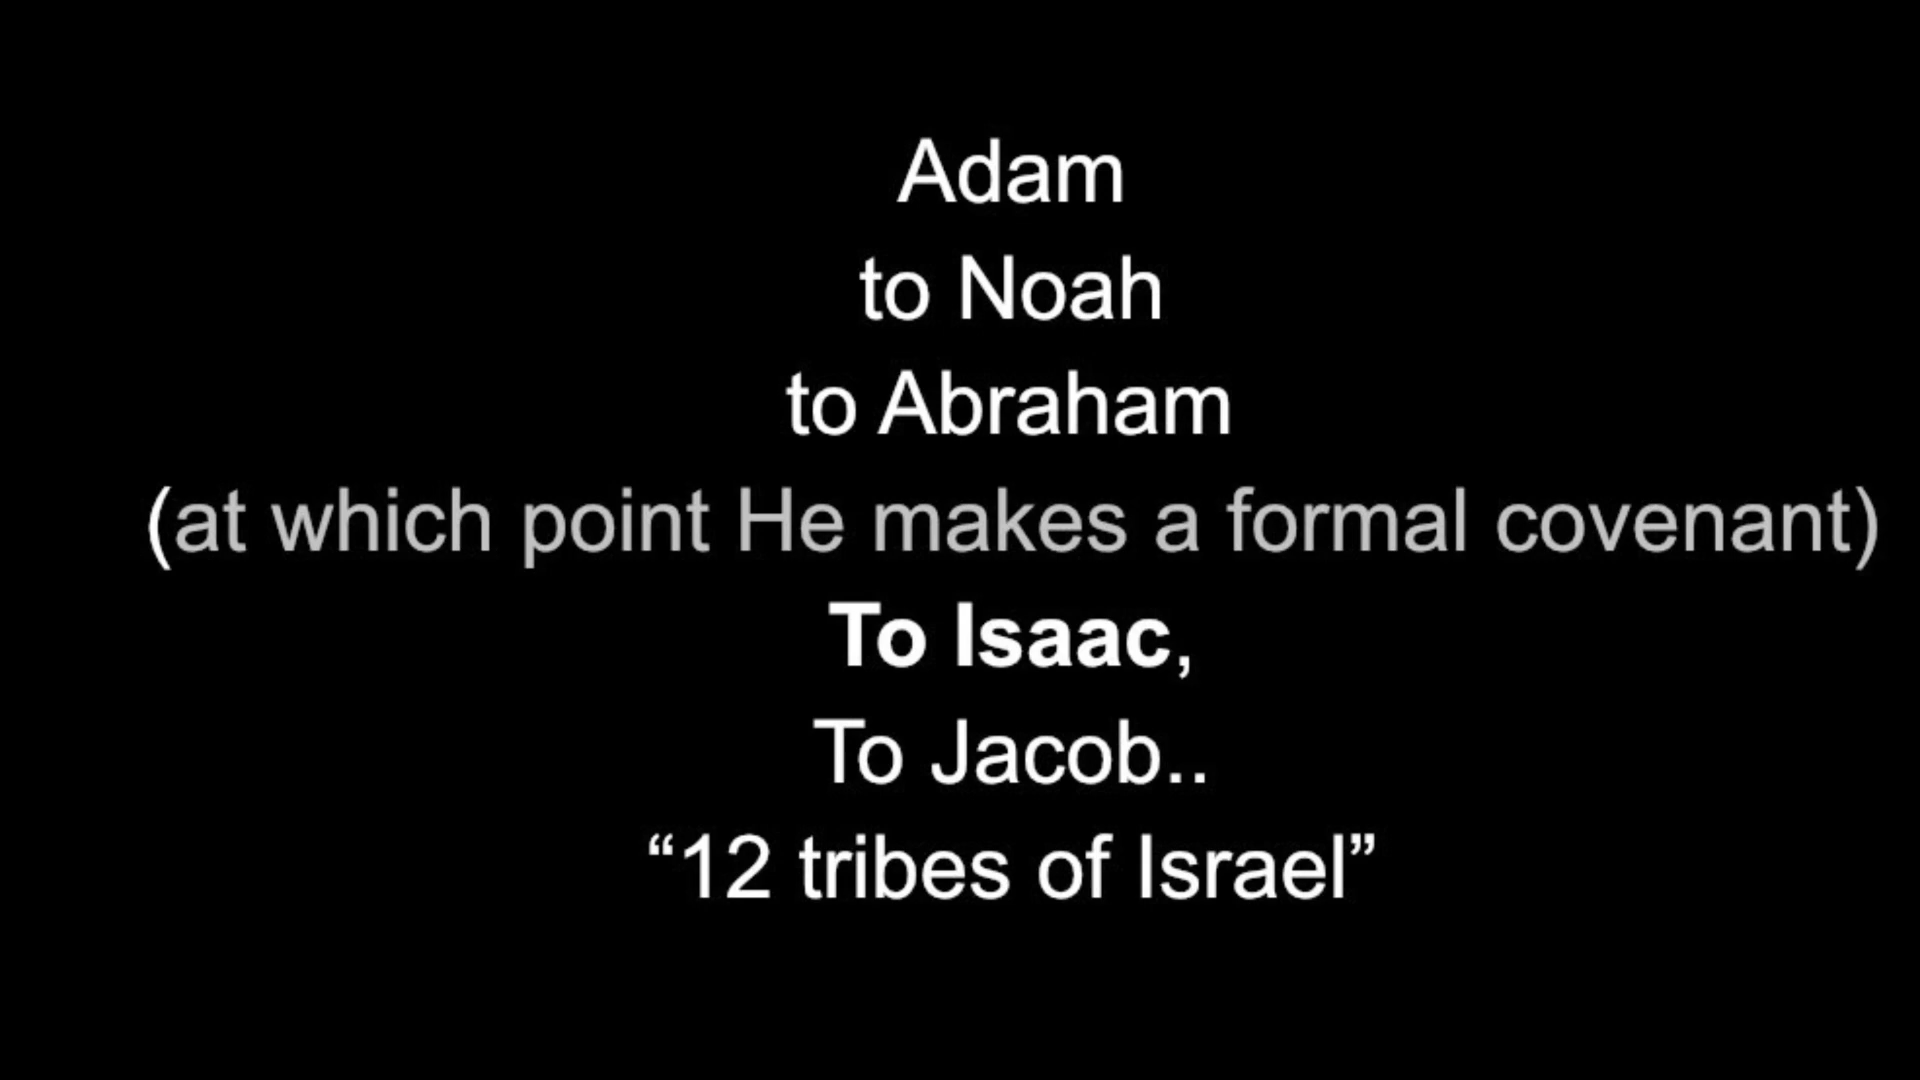 Adam
to Noah
to Abraham
(at which point He makes a formal covenant)
To Isaac,
To Jacob..
“12 tribes of Israel”